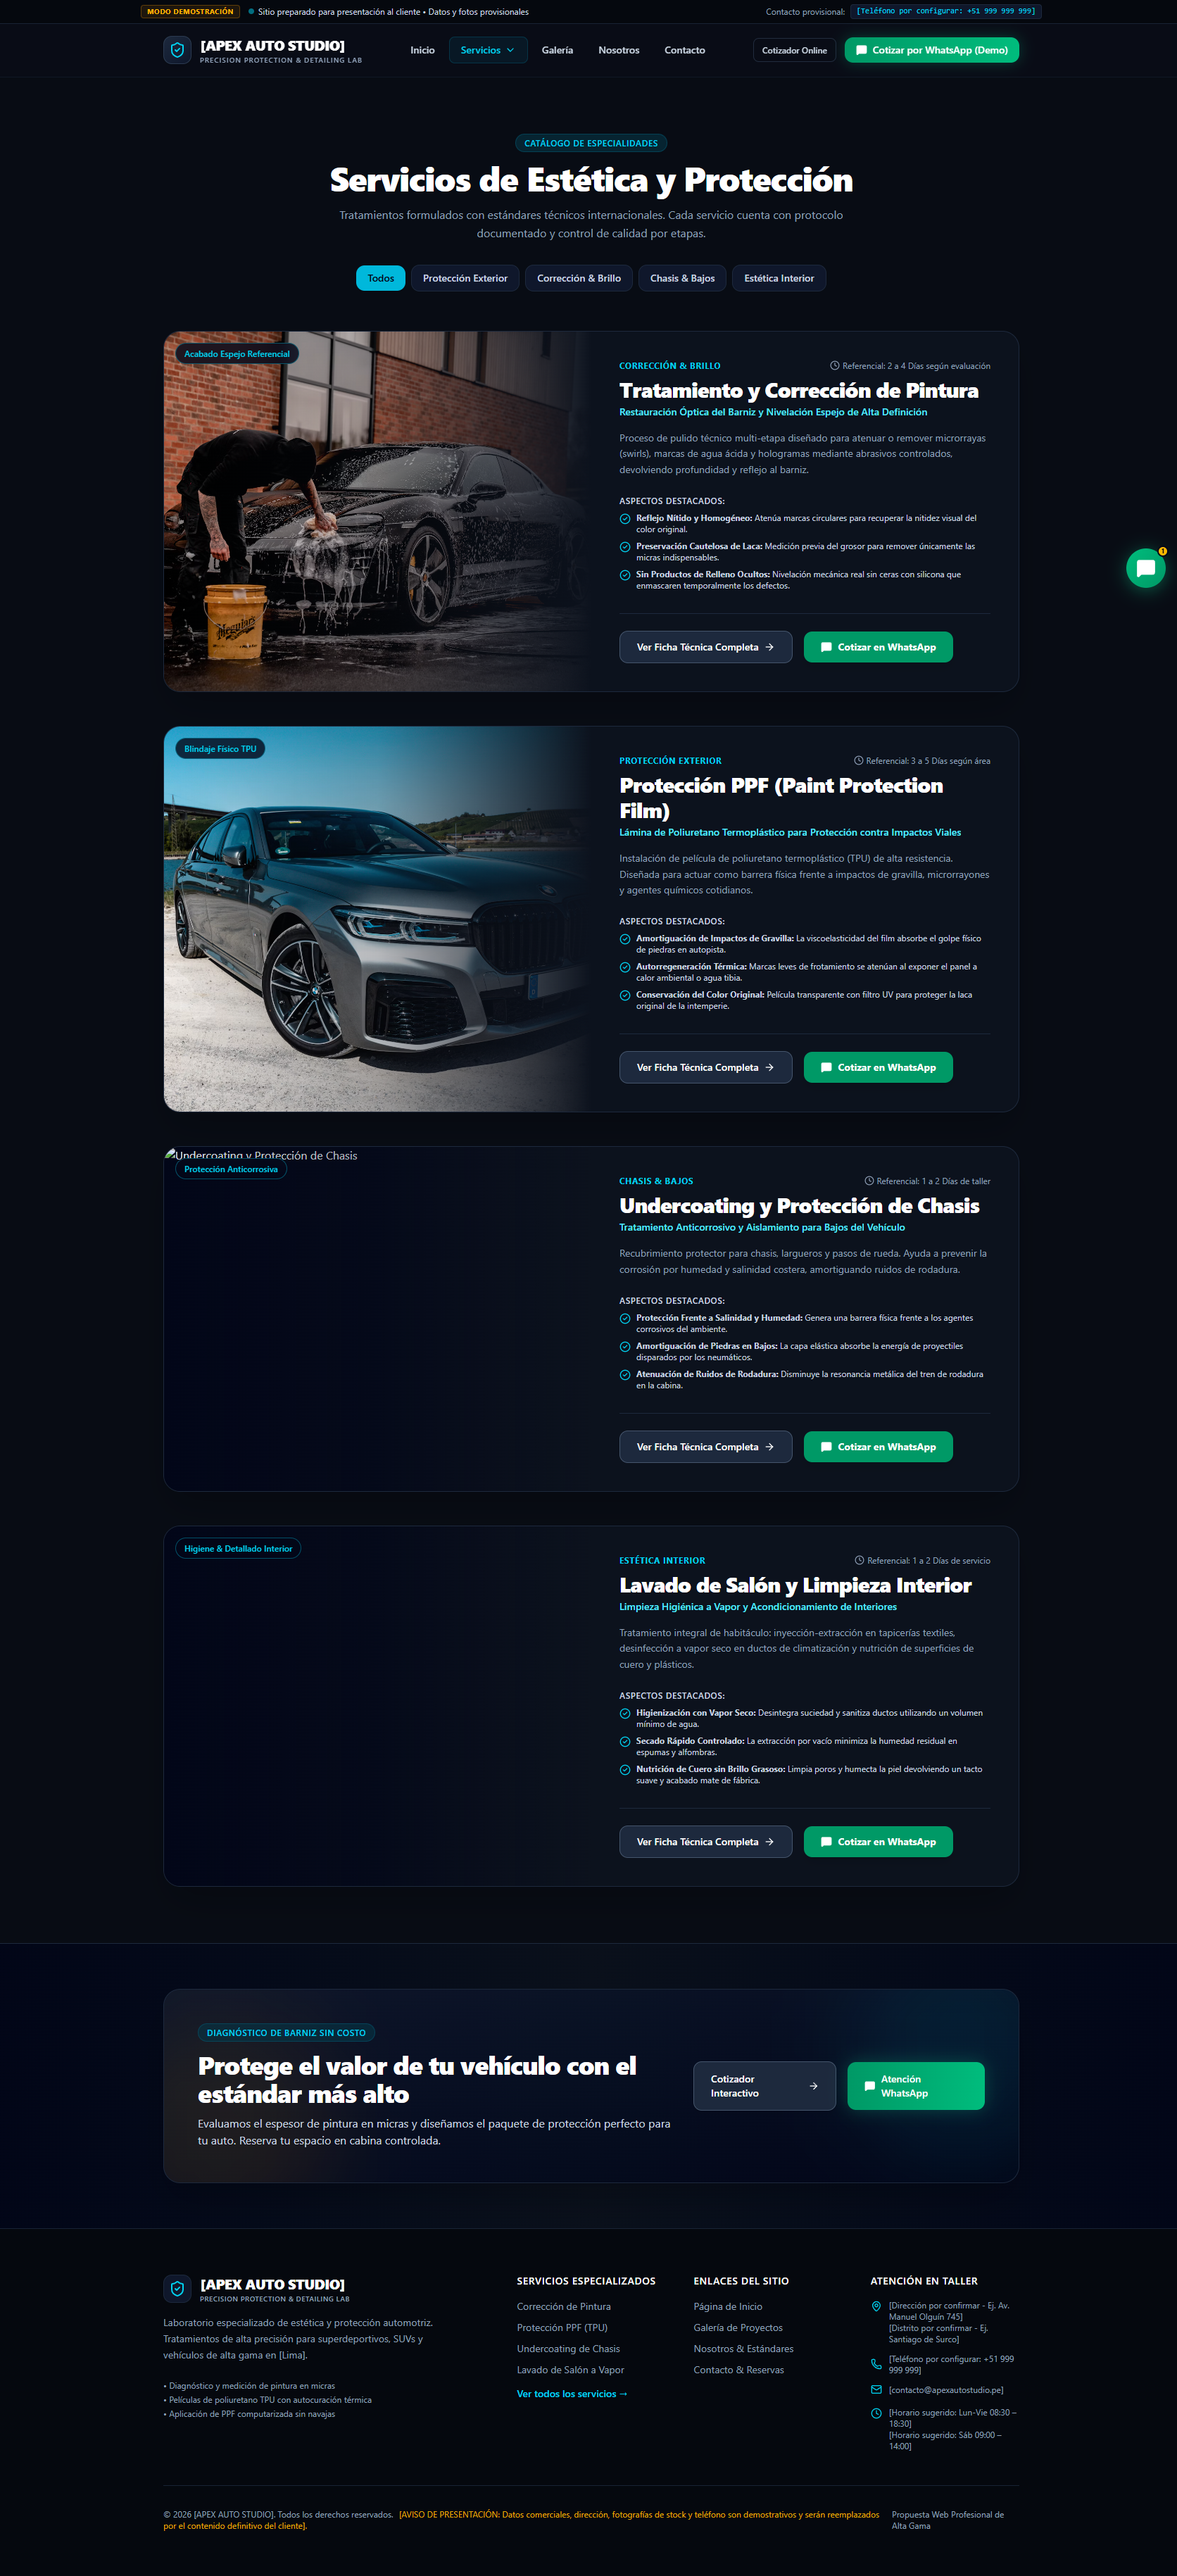 MODO DEMOSTRACIÓN
Sitio preparado para presentación al cliente • Datos y fotos provisionales
Contacto provisional: [Teléfono por configurar: +51 999 999 999]
[APEX AUTO STUDIO]
PRECISION PROTECTION & DETAILING LAB
Inicio
Servicios
Galería
Nosotros
Contacto
Cotizador Online
Cotizar por WhatsApp (Demo)
CATÁLOGO DE ESPECIALIDADES
Servicios de Estética y Protección
Tratamientos formulados con estándares técnicos internacionales. Cada servicio cuenta con protocolo
documentado y control de calidad por etapas.
Todos
Protección Exterior
Corrección & Brillo
Chasis & Bajos
Estética Interior
Acabado Espejo Referencial
Meguiar's
CORRECCIÓN & BRILLO
Referencial: 2 a 4 Días según evaluación
Tratamiento y Corrección de Pintura
Restauración Óptica del Barniz y Nivelación Espejo de Alta Definición
Proceso de pulido técnico multi-etapa diseñado para atenuar o remover microrrayas
(swirls), marcas de agua ácida y hologramas mediante abrasivos controlados,
devolviendo profundidad y reflejo al barniz.
ASPECTOS DESTACADOS:
Reflejo Nítido y Homogéneo: Atenúa marcas circulares para recuperar la nitidez visual del
color original.
Preservación Cautelosa de Laca: Medición previa del grosor para remover únicamente las
micras indispensables.
Sin Productos de Relleno Ocultos: Nivelación mecánica real sin ceras con silicona que
enmascaren temporalmente los defectos.
Ver Ficha Técnica Completa
Cotizar en WhatsApp
1
Blindaje Físico TPU
PROTECCIÓN EXTERIOR
Referencial: 3 a 5 Días según área
Protección PPF (Paint Protection
Film)
Lámina de Poliuretano Termoplástico para Protección contra Impactos Viales
Instalación de película de poliuretano termoplástico (TPU) de alta resistencia.
Diseñada para actuar como barrera física frente a impactos de gravilla, microrrayones
y agentes químicos cotidianos.
ASPECTOS DESTACADOS:
Amortiguación de Impactos de Gravilla: La viscoelasticidad del film absorbe el golpe físico
de piedras en autopista.
Autorregeneración Térmica: Marcas leves de frotamiento se atenúan al exponer el panel a
calor ambiental o agua tibia.
Conservación del Color Original: Película transparente con filtro UV para proteger la laca
original de la intemperie.
Ver Ficha Técnica Completa
Cotizar en WhatsApp
Undercoating y Protección de Chasis
Protección Anticorrosiva
CHASIS & BAJOS
Referencial: 1 a 2 Días de taller
Undercoating y Protección de Chasis
Tratamiento Anticorrosivo y Aislamiento para Bajos del Vehículo
Recubrimiento protector para chasis, largueros y pasos de rueda. Ayuda a prevenir la
corrosión por humedad y salinidad costera, amortiguando ruidos de rodadura.
ASPECTOS DESTACADOS:
Protección Frente a Salinidad y Humedad: Genera una barrera física frente a los agentes
corrosivos del ambiente.
Amortiguación de Piedras en Bajos: La capa elástica absorbe la energía de proyectiles
disparados por los neumáticos.
Atenuación de Ruidos de Rodadura: Disminuye la resonancia metálica del tren de rodadura
en la cabina.
Ver Ficha Técnica Completa
Cotizar en WhatsApp
Higiene & Detallado Interior
ESTÉTICA INTERIOR
Referencial: 1 a 2 Días de servicio
Lavado de Salón y Limpieza Interior
Limpieza Higiénica a Vapor y Acondicionamiento de Interiores
Tratamiento integral de habitáculo: inyección-extracción en tapicerías textiles,
desinfección a vapor seco en ductos de climatización y nutrición de superficies de
cuero y plásticos.
ASPECTOS DESTACADOS:
Higienización con Vapor Seco: Desintegra suciedad y sanitiza ductos utilizando un volumen
mínimo de agua.
Secado Rápido Controlado: La extracción por vacío minimiza la humedad residual en
espumas y alfombras.
Nutrición de Cuero sin Brillo Grasoso: Limpia poros y humecta la piel devolviendo un tacto
suave y acabado mate de fábrica.
Ver Ficha Técnica Completa
Cotizar en WhatsApp
DIAGNÓSTICO DE BARNIZ SIN COSTO
Protege el valor de tu vehículo con el
estándar más alto
Evaluamos el espesor de pintura en micras y diseñamos el paquete de protección perfecto para
tu auto. Reserva tu espacio en cabina controlada.
Cotizador
Interactivo
Atención
WhatsApp
[APEX AUTO STUDIO]
PRECISION PROTECTION & DETAILING LAB
Laboratorio especializado de estética y protección automotriz.
Tratamientos de alta precisión para superdeportivos, SUVs y
vehículos de alta gama en [Lima].
• Diagnóstico y medición de pintura en micras
• Películas de poliuretano TPU con autocuración térmica
• Aplicación de PPF computarizada sin navajas
SERVICIOS ESPECIALIZADOS
Corrección de Pintura
Protección PPF (TPU)
Undercoating de Chasis
Lavado de Salón a Vapor
Ver todos los servicios →
ENLACES DEL SITIO
Página de Inicio
Galería de Proyectos
Nosotros & Estándares
Contacto & Reservas
ATENCIÓN EN TALLER
[Dirección por confirmar - Ej. Av.
Manuel Olguín 745]
[Distrito por confirmar - Ej.
Santiago de Surco]
[Teléfono por configurar: +51 999
999 999]
[contacto@apexautostudio.pe]
[Horario sugerido: Lun-Vie 08:30 –
18:30]
[Horario sugerido: Sáb 09:00 –
14:00]
© 2026 [APEX AUTO STUDIO]. Todos los derechos reservados. [AVISO DE PRESENTACIÓN: Datos comerciales, dirección, fotografías de stock y teléfono son demostrativos y serán reemplazados
por el contenido definitivo del cliente].
Propuesta Web Profesional de
Alta Gama